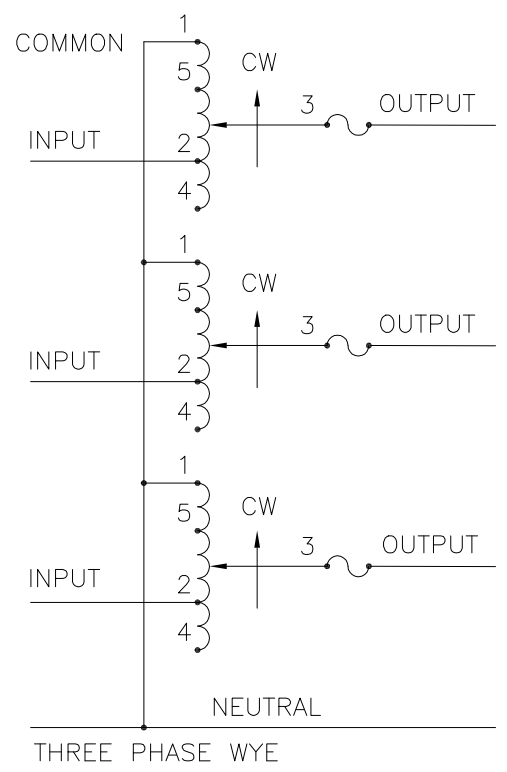 1
COMMON
5
CW
3
OUTPUT
INPUT
2
4
1
5
CW
3
OUTPUT
INPUT
2
4
1
5
CW
3
OUTPUT
INPUT
2
4
NEUTRAL
THREE PHASE WYE